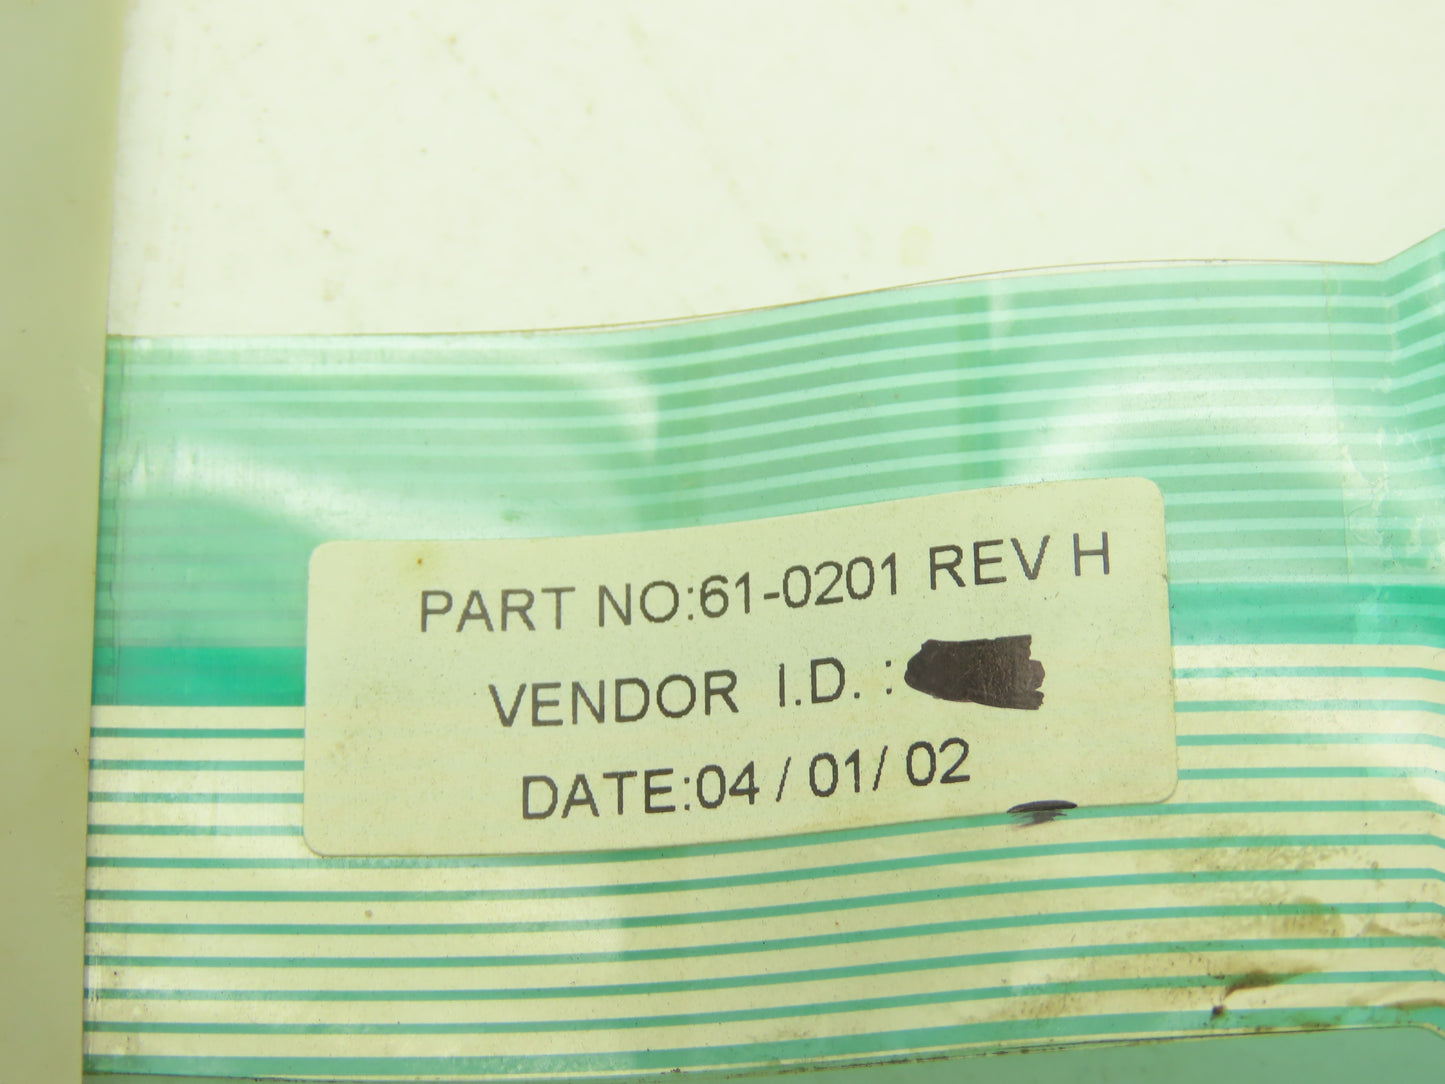 PART NO:61-0201 REV H
VENDOR I.D. :
DATE:04 / 01/ 02